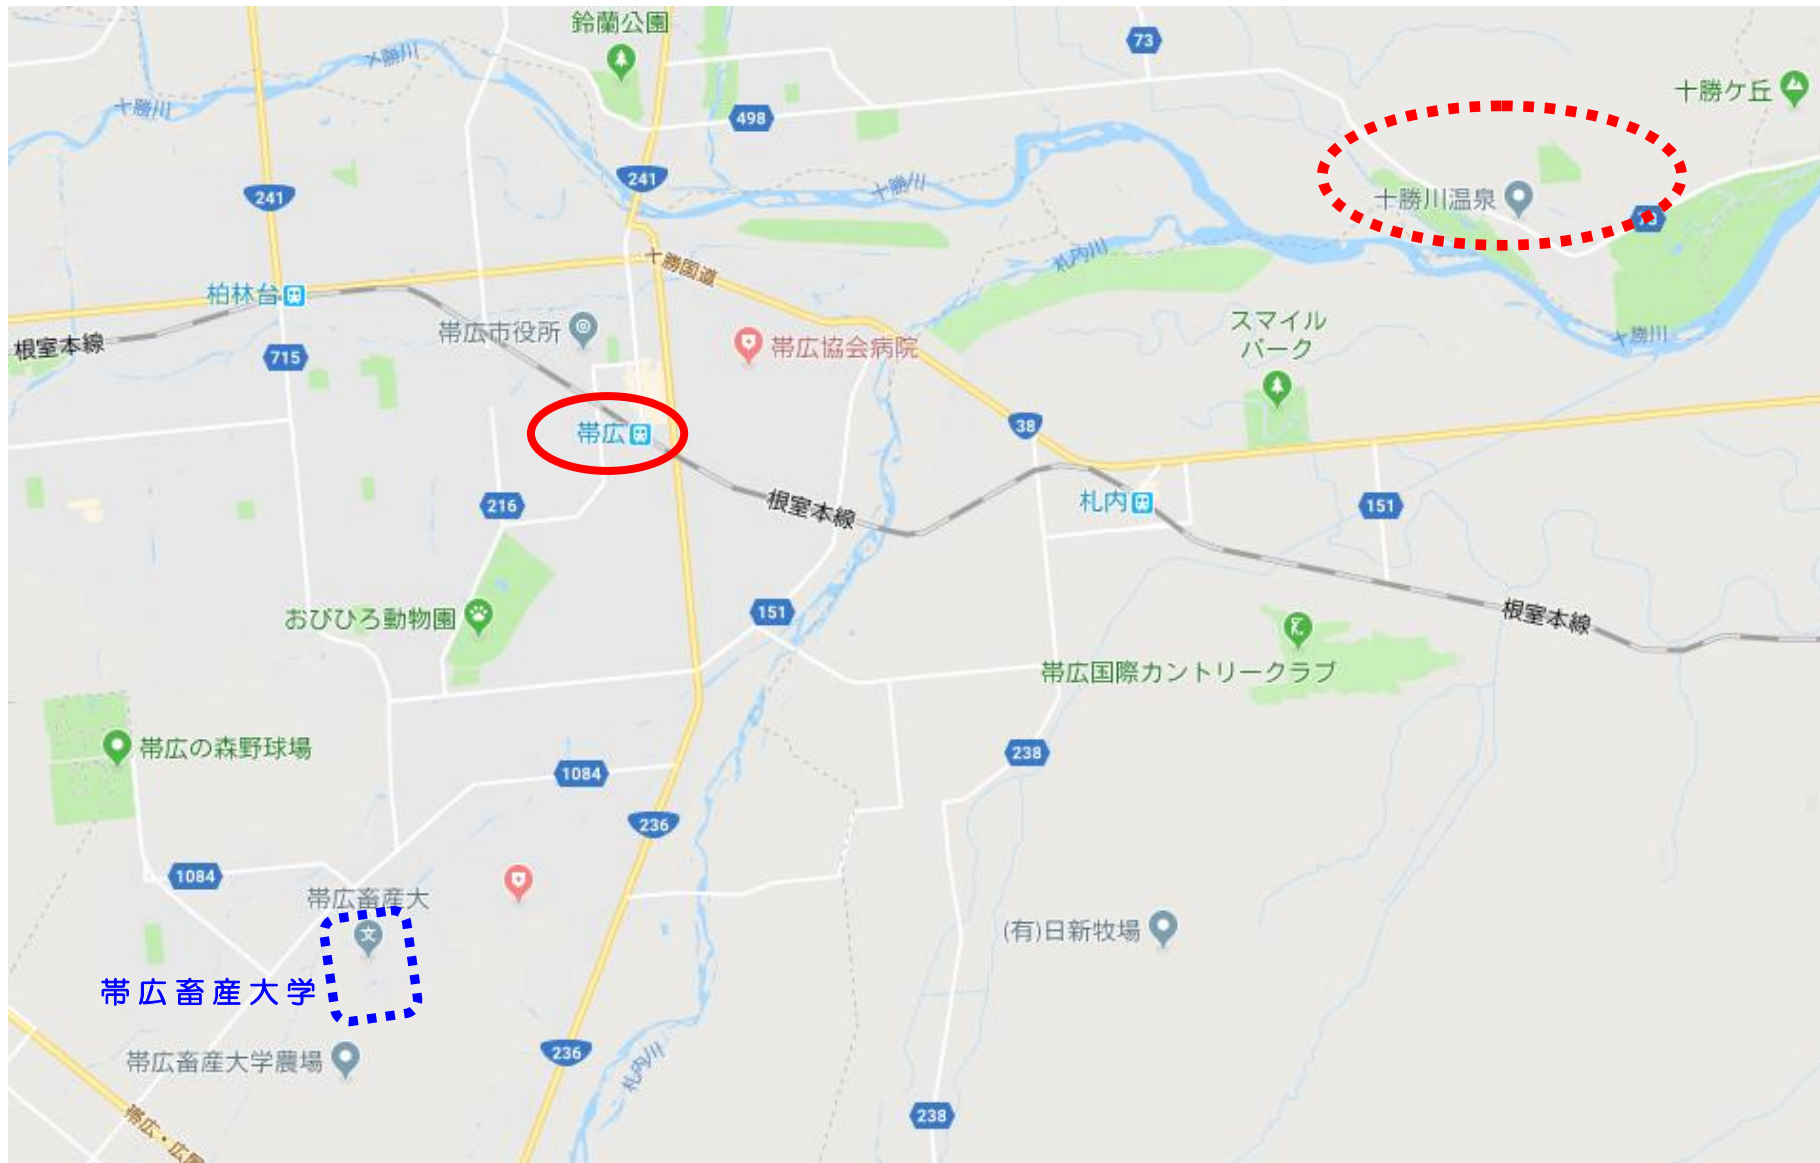 鈴蘭公園
73
十勝川
十勝川
十勝ケ丘
498
241
241
十勝川
十勝川温泉
73
十勝国道
札内川
柏林台
スマイル
パーク
十勝川
根室本線
帯広市役所
帯広協会病院
715
帯広
38
216
根室本線
札内
151
おびひろ動物園
151
根室本線
帯広国際カントリークラブ
帯広の森野球場
238
1084
236
1084
帯広畜産大
文
(有)日新牧場
帯広畜産大学
帯広畜産大学農場
236
札内川
238
帯広・広尾